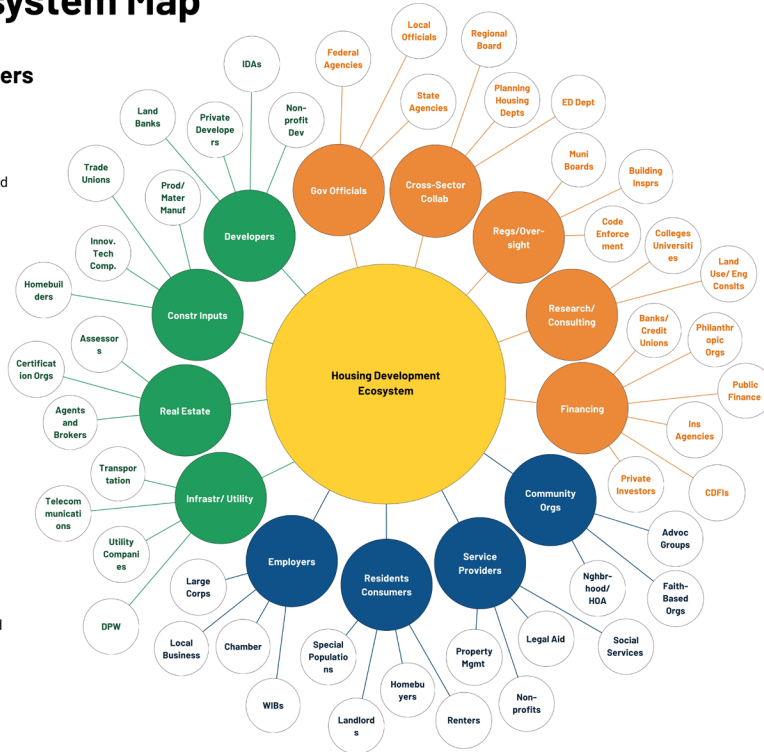 system Map
ers
d
Housing Development
Ecosystem
Gov Officials
Federal
Agencies
Local
Officials
State
Agencies
Cross-Sector
Collab
Regional
Board
Planning
Housing
Depts
ED Dept
Regs/Over-
sight
Muni
Boards
Building
Insprs
Code
Enforce
ment
Research/
Consulting
Colleges
Universiti
es
Land
Use/ Eng
Conslts
Financing
Banks/
Credit
Unions
Philanthr
opic
Orgs
Public
Finance
Ins
Agencies
CDFIs
Private
Investors
Community
Orgs
Advoc
Groups
Faith-
Based
Orgs
Nghbr-
hood/
HOA
Service
Providers
Social
Services
Legal Aid
Non-
profits
Property
Mgmt
Residents
Consumers
Renters
Homebu
yers
Landlord
s
Special
Populatio
ns
Employers
WIBs
Chamber
Local
Business
Large
Corps
Infrastr/ Utility
DPW
Utility
Compani
es
Telecom
municati
ons
Transpor
tation
Real Estate
Agents
and
Brokers
Certificat
ion Orgs
Assessor
s
Constr Inputs
Homebuil
ders
Innov.
Tech
Comp.
Trade
Unions
Prod/
Mater
Manuf
Developers
Land
Banks
Private
Develope
rs
IDAs
Non-
profit
Dev